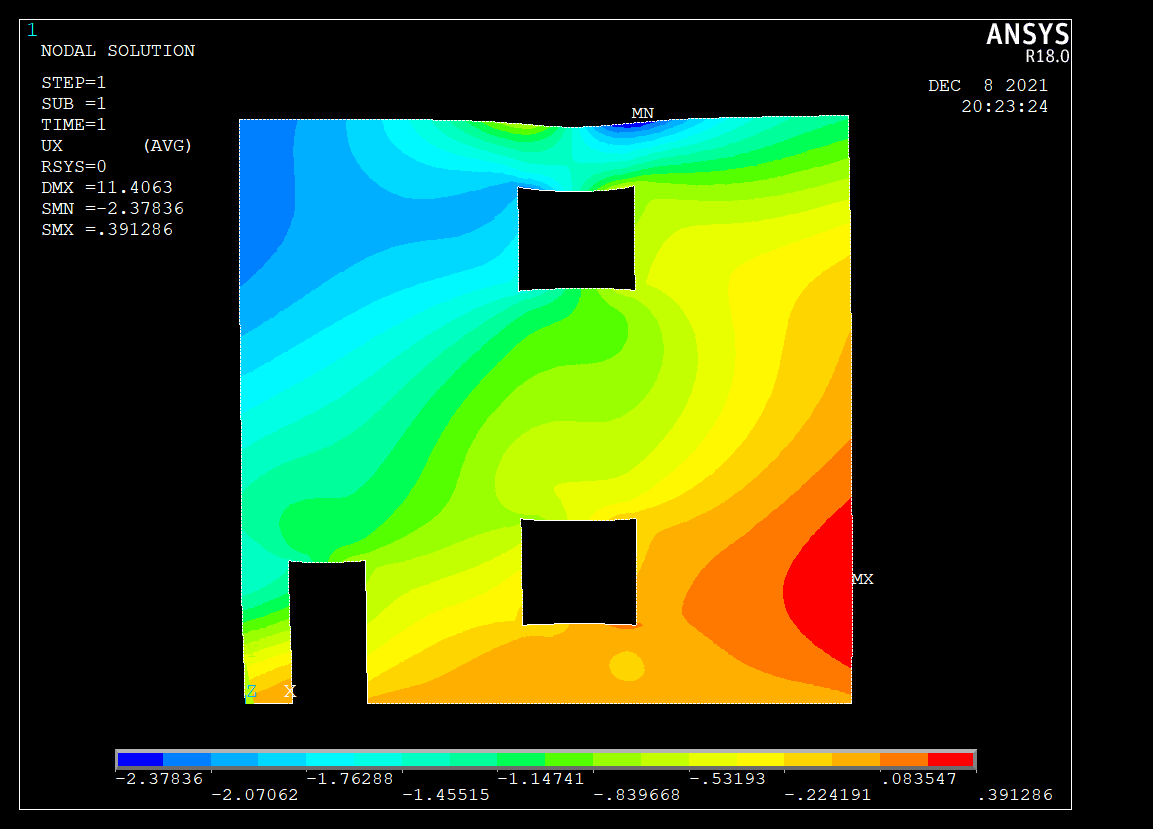 1
ANSYS
R18.0
NODAL SOLUTION
STEP=1
SUB =1
TIME=1
UX (AVG)
RSYS=0
DMX =11.4063
SMN =-2.37836
SMX =.391286
DEC 8 2021
20:23:24
MN
MX
Z X
-2.37836 -1.76288 -1.14741 -.53193 .083547
-2.07062 -1.45515 -.839668 -.224191 .391286